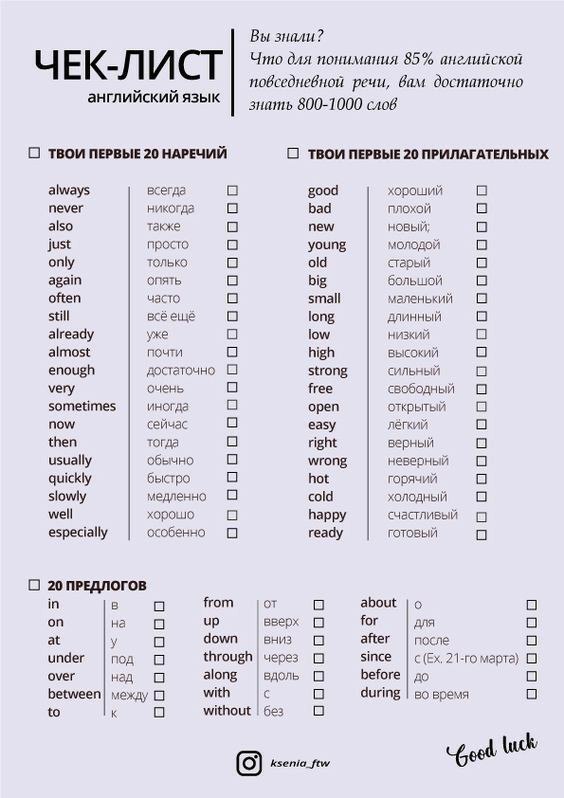 ЧЕК-ЛИСТ
английский язык
Вы знали?
Что для понимания 85% английской
повседневной речи, вам достаточно
знать 800-1000 слов
ТВОИ ПЕРВЫЕ 20 НАРЕЧИЙ
always всегда
never никогда
also также
just просто
only только
again опять
often часто
still всё ещё
already уже
almost почти
enough достаточно
very очень
sometimes иногда
now сейчас
then тогда
usually обычно
quickly быстро
slowly медленно
well хорошо
especially особенно
ТВОИ ПЕРВЫЕ 20 ПРИЛАГАТЕЛЬНЫХ
good хороший
bad плохой
new новый;
young молодой
old старый
big большой
small маленький
long длинный
low низкий
high высокий
strong сильный
free свободный
open открытый
easy лёгкий
right верный
wrong неверный
hot горячий
cold холодный
happy счастливый
ready готовый
20 ПРЕДЛОГОВ
in в
on на
at у
under под
over над
between между
to к
from от
up вверх
down вниз
through через
along вдоль
with с
without без
about о
for для
after после
since с (Ex. 21-го марта)
before до
during во время
ksenia_ftw
Good luck